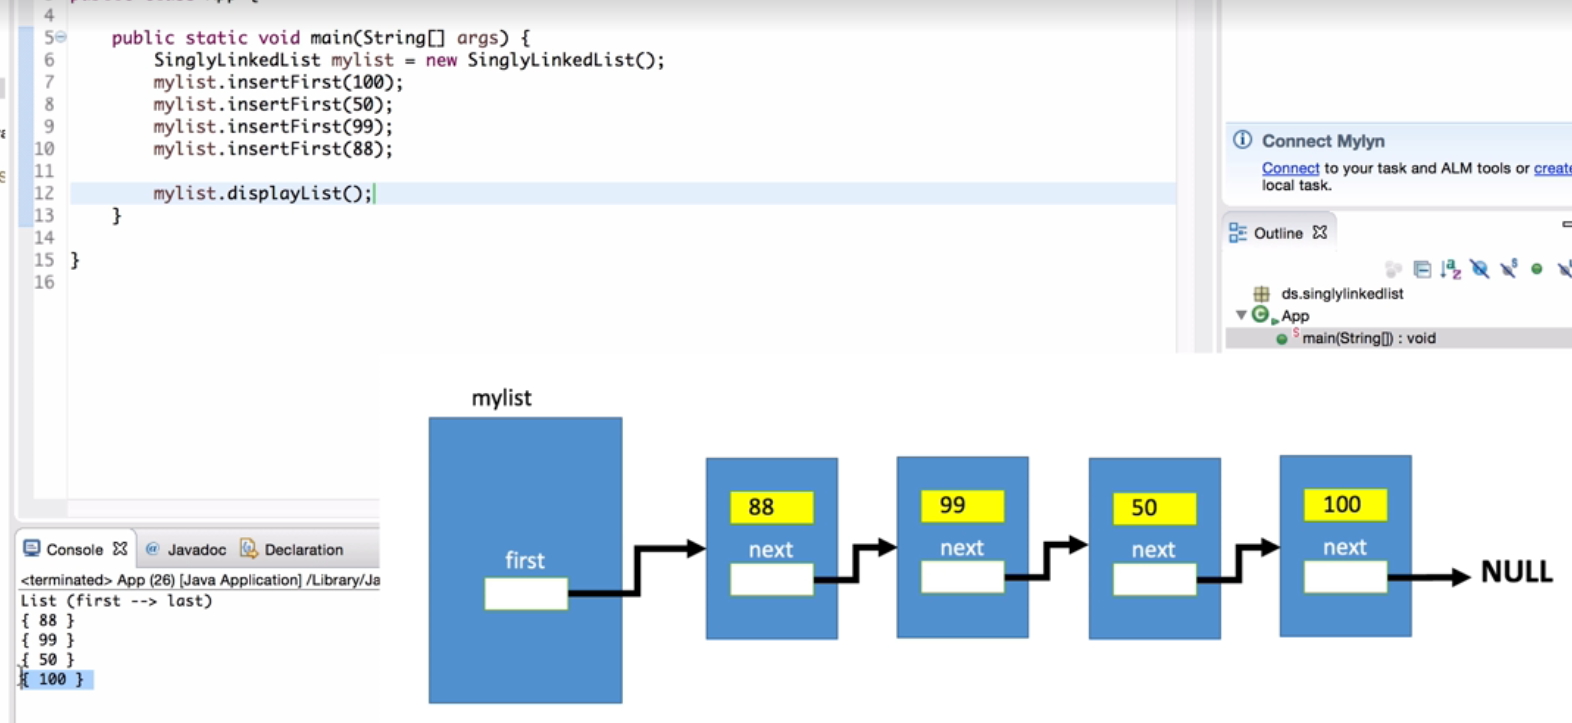 4
5 public static void main(String[] args) {
6 SinglyLinkedList mylist = new SinglyLinkedList();
7 mylist.insertFirst(100);
8 mylist.insertFirst(50);
9 mylist.insertFirst(99);
10 mylist.insertFirst(88);
11
12 mylist.displayList();
13 }
14
15 }
16
Connect Mylyn
Connect to your task and ALM tools or create
local task.
Outline
ds.singlylinkedlist
App
main(String[]) : void
mylist
first
88
next
99
next
50
next
100
next
NULL
Console Javadoc Declaration
<terminated> App (26) [Java Application] /Library/Ja
List (first --> last)
{ 88 }
{ 99 }
{ 50 }
{ 100 }